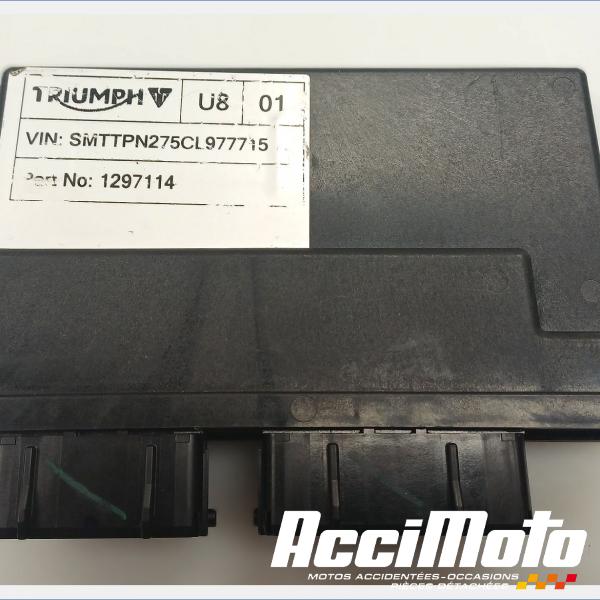 TRIUMPH U8 01
VIN: SMTTPN275CL977715
Part No: 1297114
AcciMoto
MOTOS ACCIDENTÉES-OCCASIONS
PIÈCES DÉTACHÉES